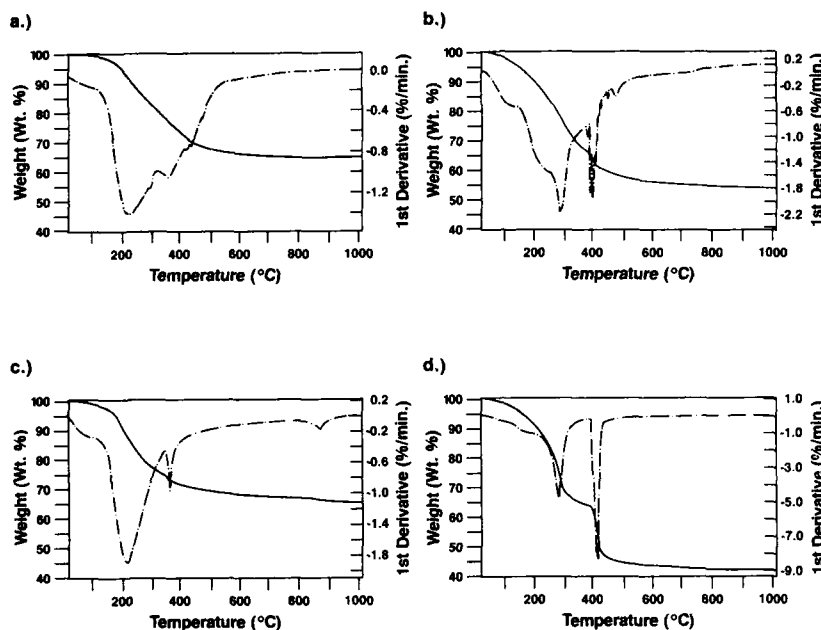 a.)
100
90
80
70
60
50
40
Weight (Wt. %)
0.0
-0.4
-0.8
-1.2
1st Derivative (%/min.)
200 400 600 800 1000
Temperature (°C)
b.)
100
90
80
70
60
50
40
Weight (Wt. %)
0.2
-0.2
-0.6
-1.0
-1.4
-1.8
-2.2
1st Derivative (%/min.)
200 400 600 800 1000
Temperature (°C)
c.)
100
90
80
70
60
50
40
Weight (Wt. %)
0.2
-0.2
-0.6
-1.0
-1.4
-1.8
1st Derivative (%/min.)
200 400 600 800 1000
Temperature (°C)
d.)
100
90
80
70
60
50
40
Weight (Wt. %)
1.0
-1.0
-3.0
-5.0
-7.0
-9.0
1st Derivative (%/min.)
200 400 600 800 1000
Temperature (°C)